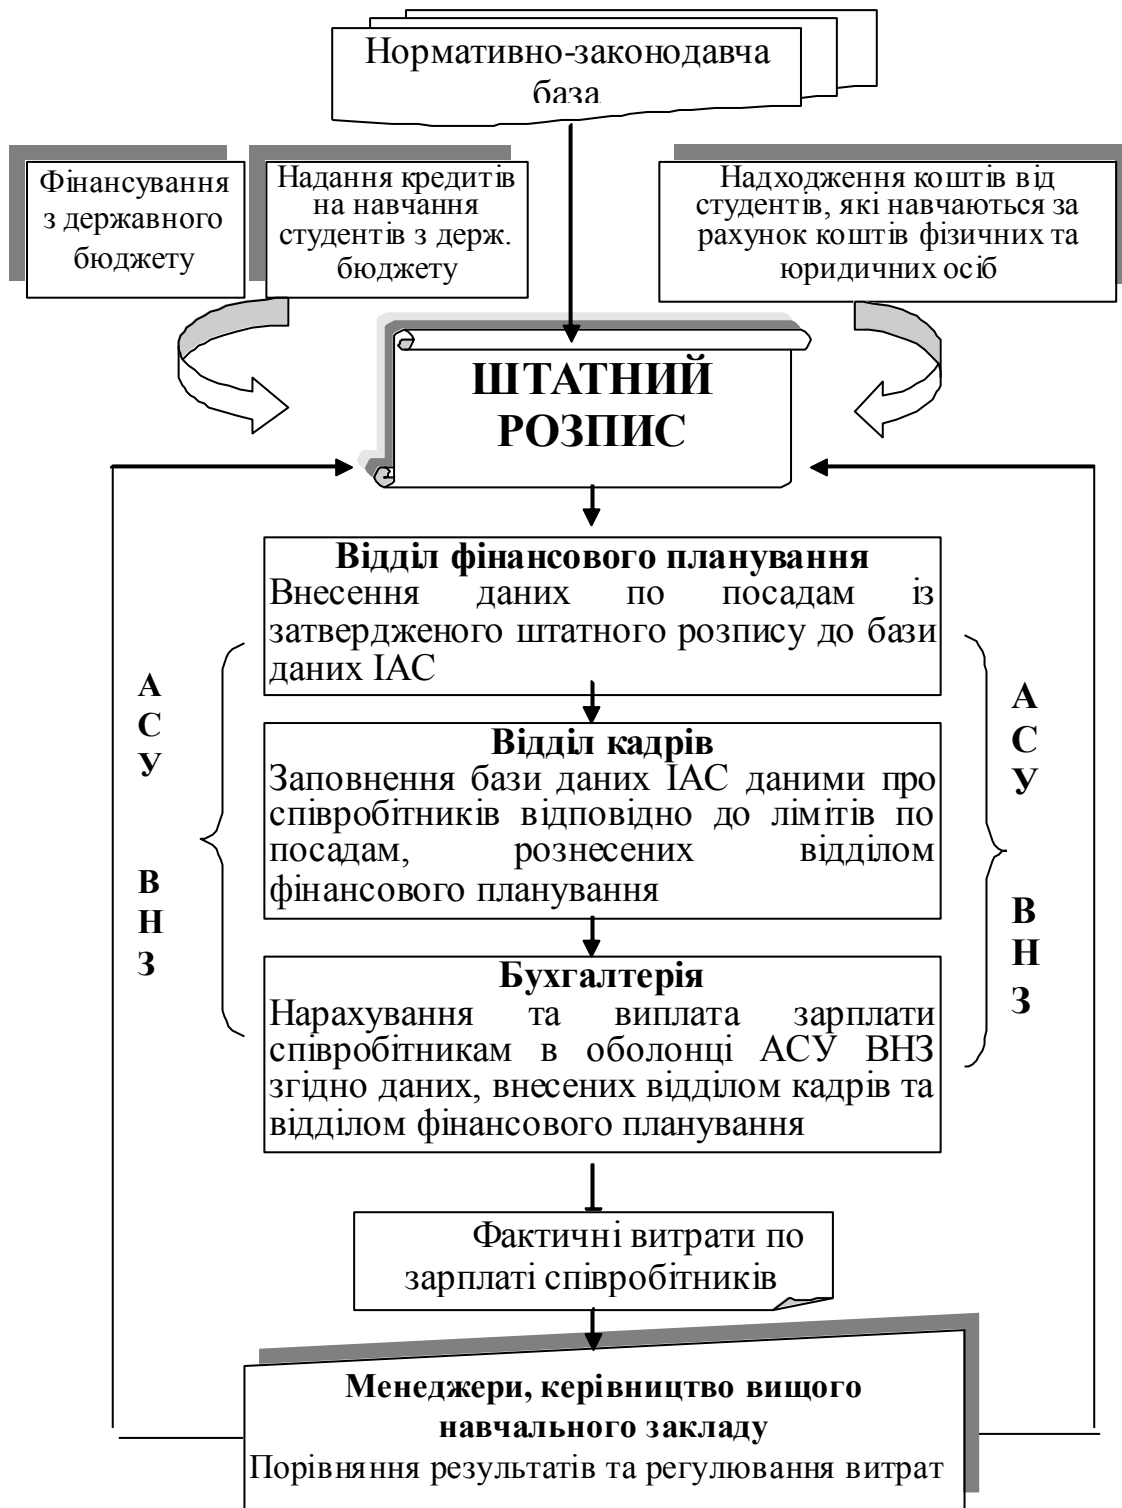 Нормативно-законодавча
база
Фінансування
з державного
бюджету
Надання кредитів
на навчання
студентів з держ.
бюджету
Надходження коштів від
студентів, які навчаються за
рахунок коштів фізичних та
юридичних осіб
ШТАТНИЙ
РОЗПИС
Відділ фінансового планування
Внесення даних по посадам із
затвердженого штатного розпису до бази
даних ІАС
Відділ кадрів
Заповнення бази даних ІАС даними про
співробітників відповідно до лімітів по
посадам, рознесених відділом
фінансового планування
Бухгалтерія
Нарахування та виплата зарплати
співробітникам в оболонці АСУ ВНЗ
згідно даних, внесених відділом кадрів та
відділом фінансового планування
А
С
У
В
Н
З
А
С
У
В
Н
З
Фактичні витрати по
зарплаті співробітників
Менеджери, керівництво вищого
навчального закладу
Порівняння результатів та регулювання витрат